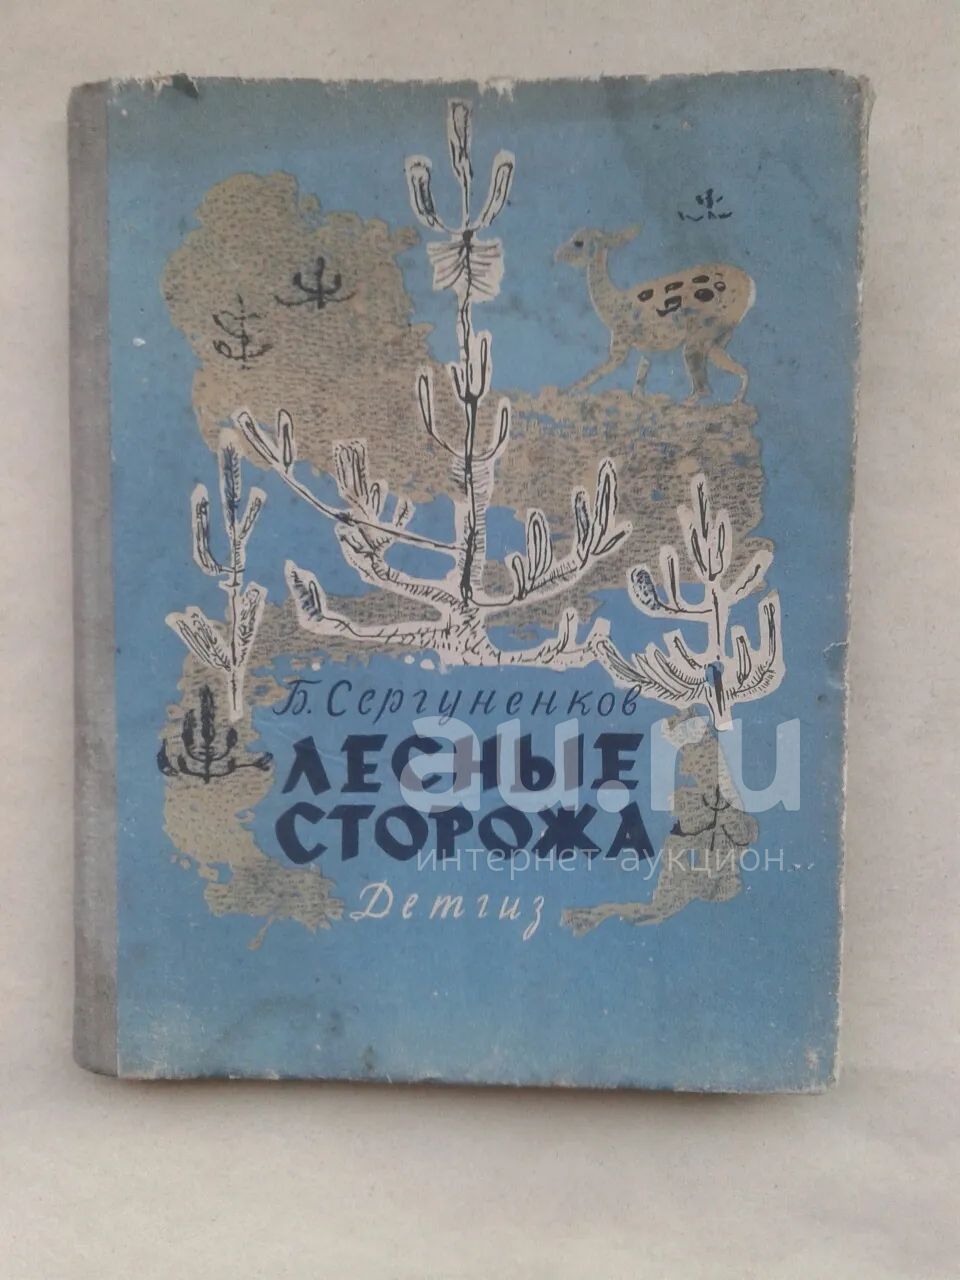 Б. Сергуненков
ЛЕСНЫЕ
СТОРОЖА
Детгиз
au.ru
интернет аукцион